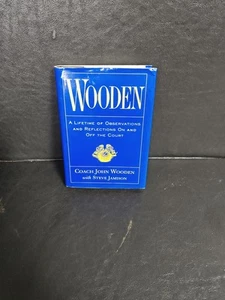 WOODEN
A LIFETIME OF OBSERVATIONS
AND REFLECTIONS ON AND
OFF THE COURT
COACH JOHN WOODEN
WITH STEVE JAMISON